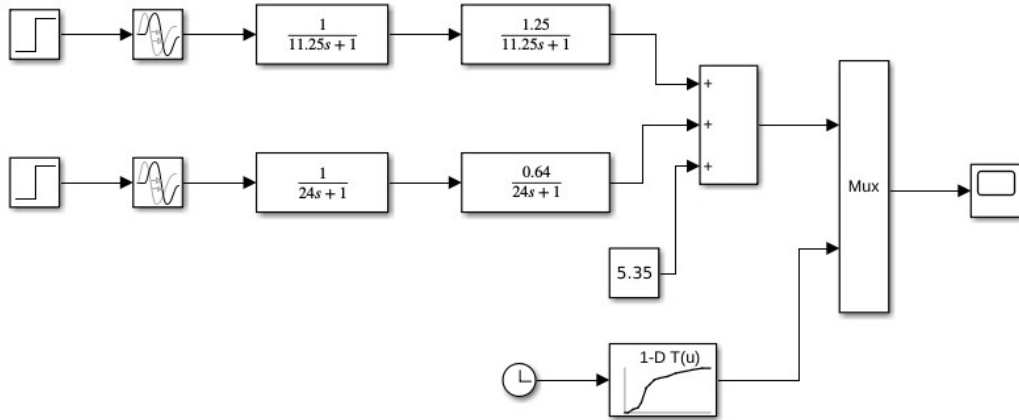 1
11.25s + 1
1.25
11.25s + 1
+
+
+
1
24s + 1
0.64
24s + 1
Mux
5.35
1-D T(u)